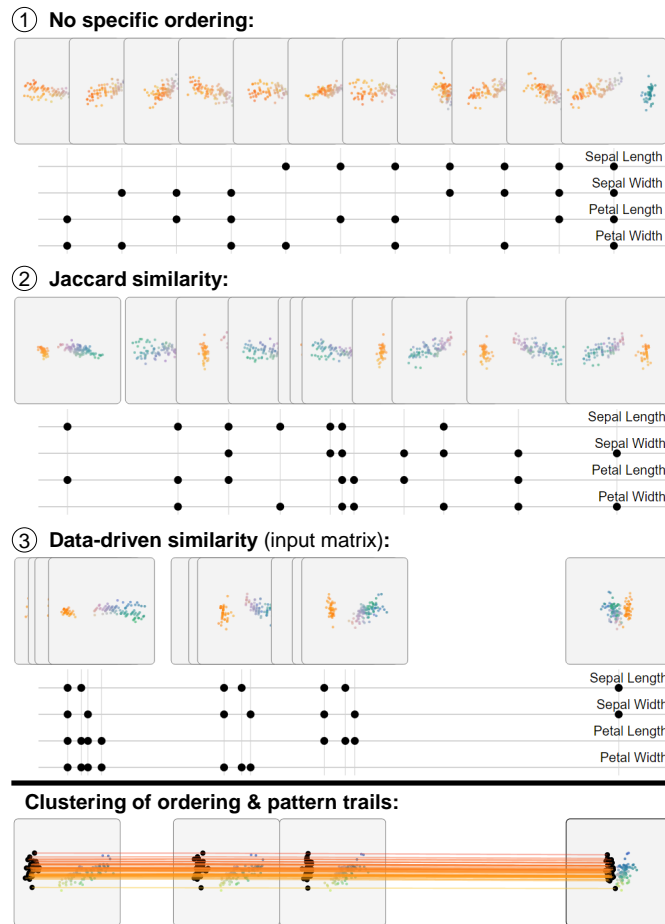 1 No specific ordering:
Sepal Length
Sepal Width
Petal Length
Petal Width
2 Jaccard similarity:
Sepal Length
Sepal Width
Petal Length
Petal Width
3 Data-driven similarity (input matrix):
Sepal Length
Sepal Width
Petal Length
Petal Width
Clustering of ordering & pattern trails: